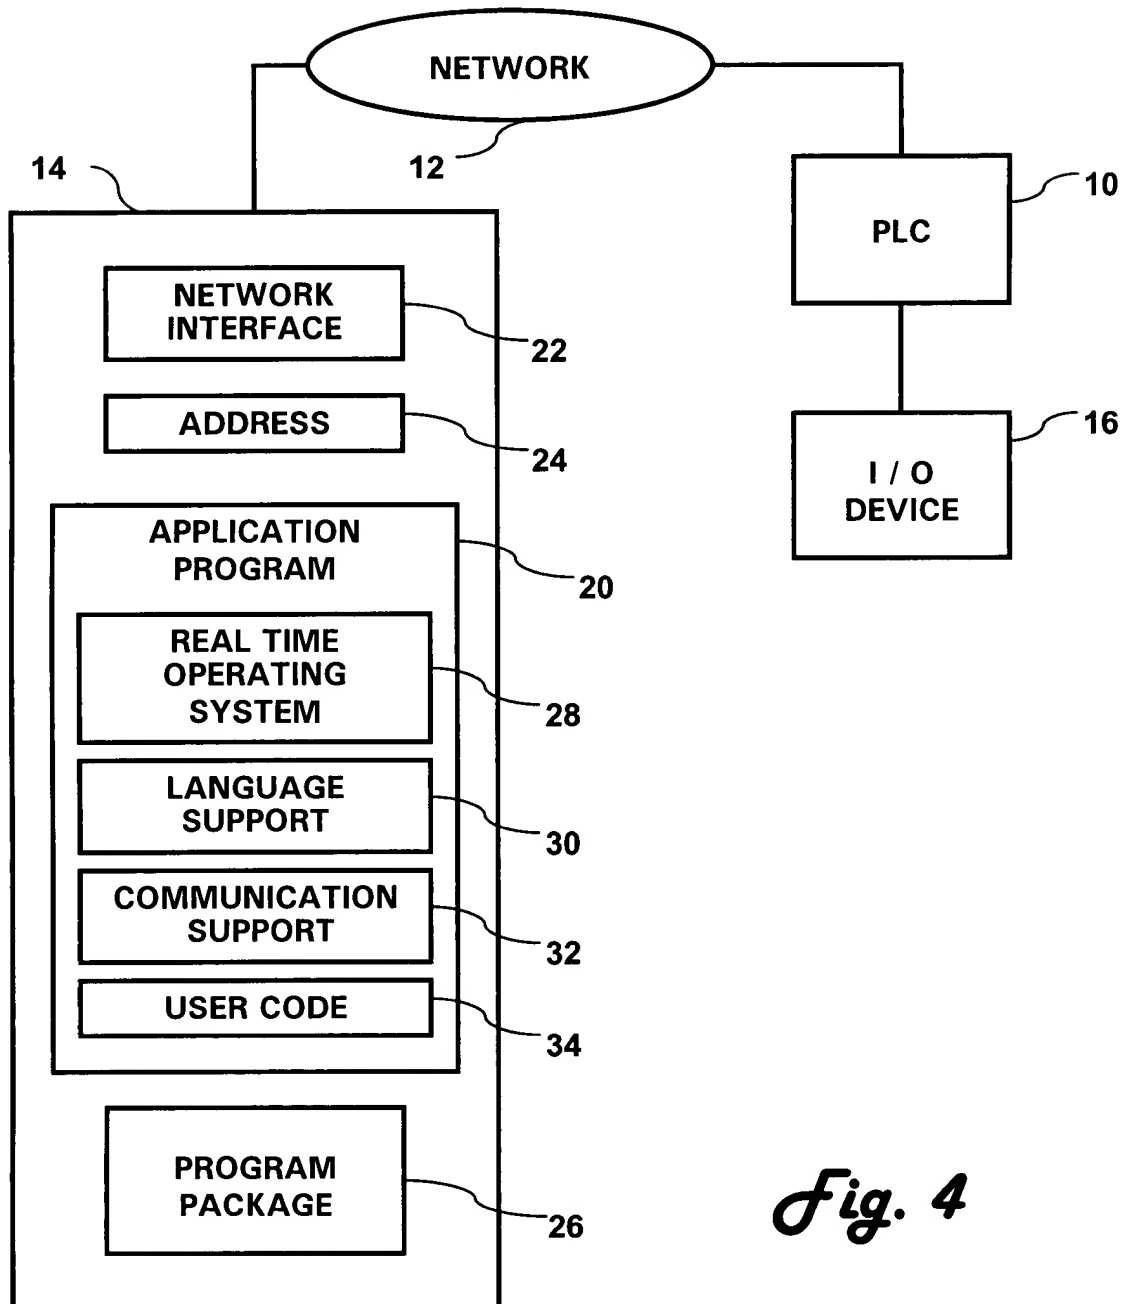 NETWORK
12
14
10
PLC
NETWORK
INTERFACE
22
ADDRESS
24
16
I / O
DEVICE
APPLICATION
PROGRAM
20
REAL TIME
OPERATING
SYSTEM
28
LANGUAGE
SUPPORT
30
COMMUNICATION
SUPPORT
32
USER CODE
34
PROGRAM
PACKAGE
26
Fig. 4